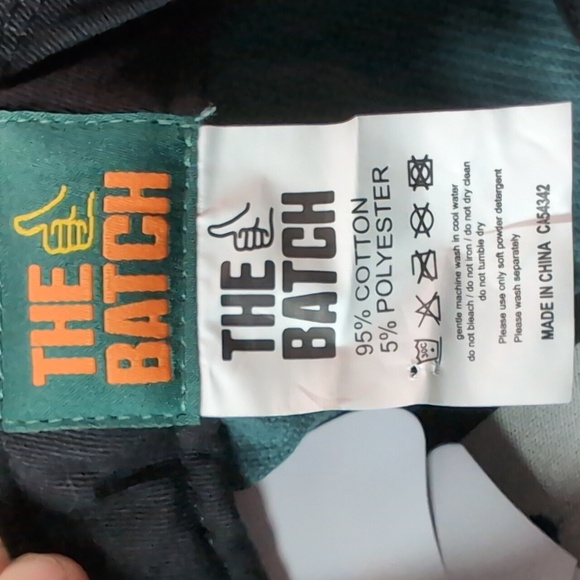 THE
BATCH
THE
BATCH
95% COTTON
5% POLYESTER
30C
gentle machine wash in cool water
do not bleach / do not iron / do not dry clean
do not tumble dry
Please use only soft powder detergent
Please wash separately
MADE IN CHINA CA54342